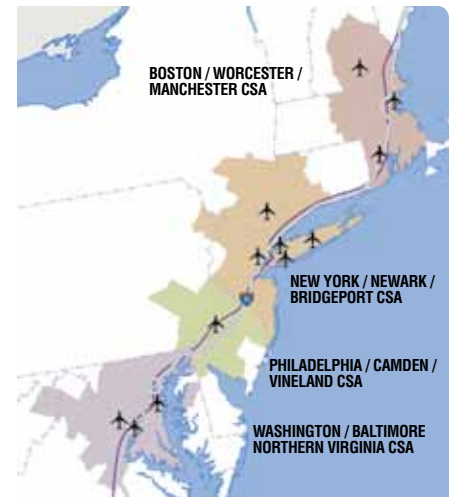 BOSTON / WORCESTER /
MANCHESTER CSA
NEW YORK / NEWARK /
BRIDGEPORT CSA
PHILADELPHIA / CAMDEN /
VINELAND CSA
WASHINGTON / BALTIMORE
NORTHERN VIRGINIA CSA